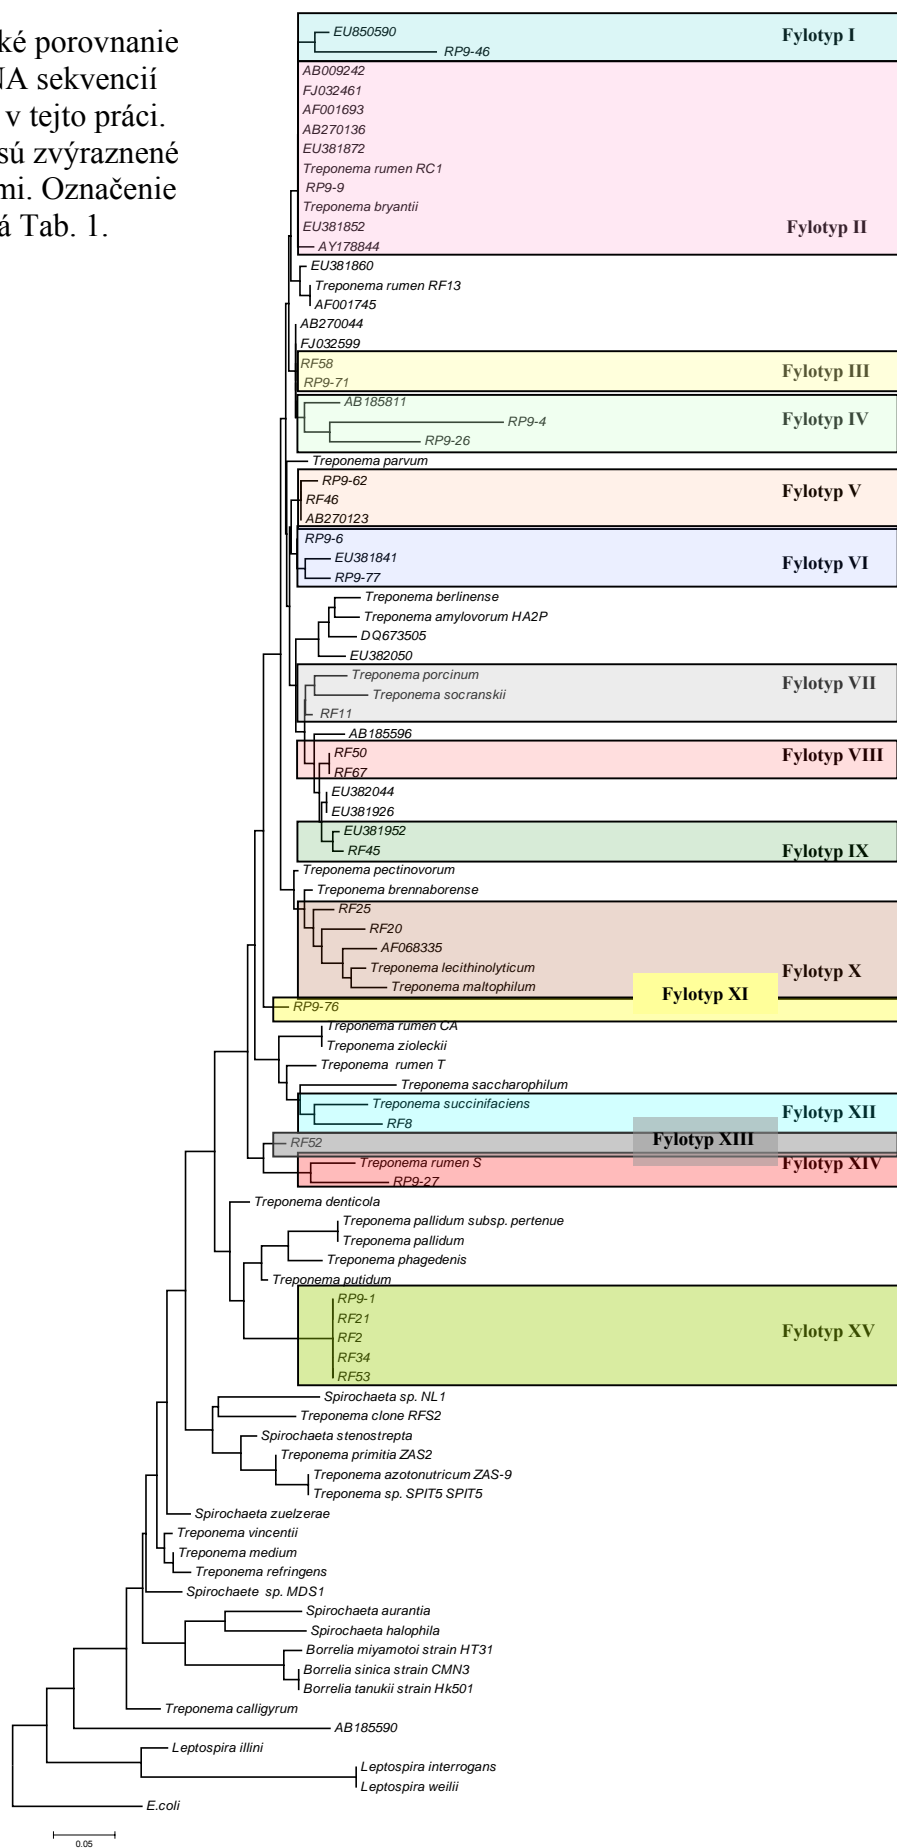 ké porovnanie
NA sekvencií
v tejto práci.
sú zvýraznené
mi. Označenie
á Tab. 1.
EU850590
Fylotyp I
RP9-46
AB009242
FJ032461
AF001693
AB270136
EU381872
Treponema rumen RC1
RP9-9
Treponema bryantii
EU381852
Fylotyp II
AY178844
EU381860
Treponema rumen RF13
AF001745
AB270044
FJ032599
RF58
Fylotyp III
RP9-71
AB185811
Fylotyp IV
RP9-4
RP9-26
Treponema parvum
RP9-62
Fylotyp V
RF46
AB270123
RP9-6
EU381841
Fylotyp VI
RP9-77
Treponema berlinense
Treponema amylovorum HA2P
DQ673505
EU382050
Treponema porcinum
Fylotyp VII
Treponema socranskii
RF11
AB185596
RF50
Fylotyp VIII
RF67
EU382044
EU381926
EU381952
RF45
Fylotyp IX
Treponema pectinovorum
Treponema brennaborense
RF25
RF20
AF068335
Treponema lecithinolyticum
Fylotyp X
Treponema maltophilum
Fylotyp XI
RP9-76
Treponema rumen CA
Treponema zioleckii
Treponema rumen T
Treponema saccharophilum
Treponema succinifaciens
Fylotyp XII
RF8
RF52
Fylotyp XIII
Treponema rumen S
Fylotyp XIV
RP9-27
Treponema denticola
Treponema pallidum subsp. pertenue
Treponema pallidum
Treponema phagedenis
Treponema putidum
RP9-1
RF21
Fylotyp XV
RF2
RF34
RF53
Spirochaeta sp. NL1
Treponema clone RFS2
Spirochaeta stenostrepta
Treponema primitia ZAS2
Treponema azotonutricum ZAS-9
Treponema sp. SPIT5 SPIT5
Spirochaeta zuelzerae
Treponema vincentii
Treponema medium
Treponema refringens
Spirochaete sp. MDS1
Spirochaeta aurantia
Spirochaeta halophila
Borrelia miyamotoi strain HT31
Borrelia sinica strain CMN3
Borrelia tanukii strain Hk501
Treponema calligyrum
AB185590
Leptospira illini
Leptospira interrogans
Leptospira weilii
E.coli
0.05